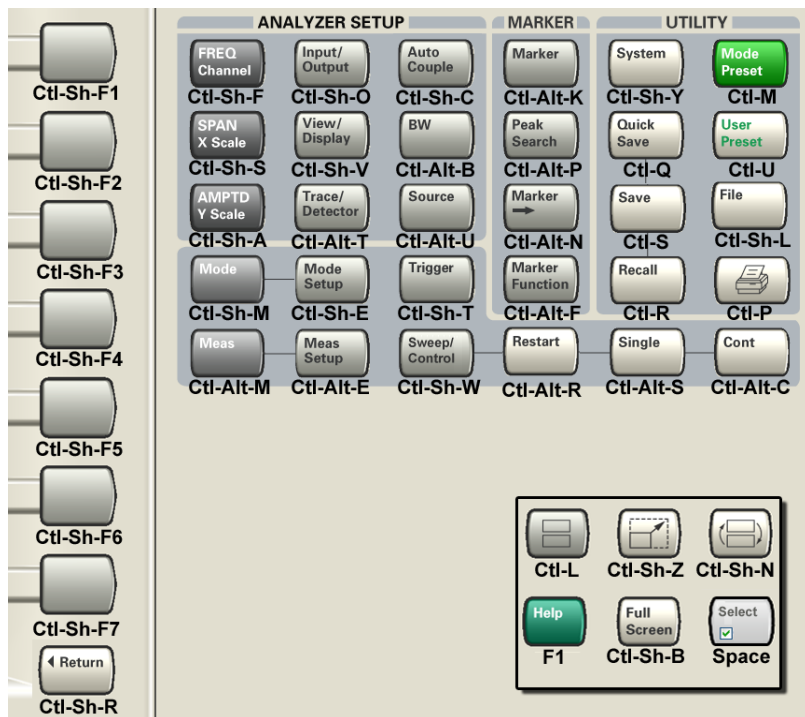 ANALYZER SETUP
MARKER
UTILITY
FREQ
Channel
Input/
Output
Auto
Couple
Marker
System
Mode
Preset
Ctl-Sh-F1
Ctl-Sh-F
Ctl-Sh-O
Ctl-Sh-C
Ctl-Alt-K
Ctl-Sh-Y
Ctl-M
SPAN
X Scale
View/
Display
BW
Peak
Search
Quick
Save
User
Preset
Ctl-Sh-F2
Ctl-Sh-S
Ctl-Sh-V
Ctl-Alt-B
Ctl-Alt-P
Ctl-Q
Ctl-U
AMPTD
Y Scale
Trace/
Detector
Source
Marker
Save
File
Ctl-Sh-F3
Ctl-Sh-A
Ctl-Alt-T
Ctl-Alt-U
Ctl-Alt-N
Ctl-S
Ctl-Sh-L
Mode
Mode
Setup
Trigger
Marker
Function
Recall
Ctl-Sh-M
Ctl-Sh-E
Ctl-Sh-T
Ctl-Alt-F
Ctl-R
Ctl-P
Ctl-Sh-F4
Meas
Meas
Setup
Sweep/
Control
Restart
Single
Cont
Ctl-Alt-M
Ctl-Alt-E
Ctl-Sh-W
Ctl-Alt-R
Ctl-Alt-S
Ctl-Alt-C
Ctl-Sh-F5
Ctl-Sh-F6
Ctl-L
Ctl-Sh-Z
Ctl-Sh-N
Ctl-Sh-F7
Help
Full
Screen
Select
F1
Ctl-Sh-B
Space
Return
Ctl-Sh-R